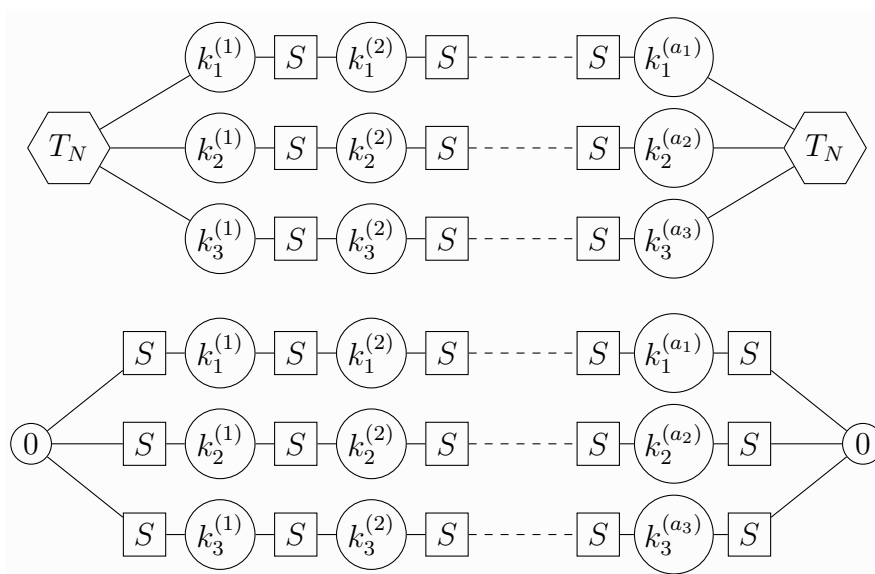 k_1^{(1)} S k_1^{(2)} S S k_1^{(a_1)}
T_N k_2^{(1)} S k_2^{(2)} S S k_2^{(a_2)} T_N
k_3^{(1)} S k_3^{(2)} S S k_3^{(a_3)}
S k_1^{(1)} S k_1^{(2)} S S k_1^{(a_1)} S
0 S k_2^{(1)} S k_2^{(2)} S S k_2^{(a_2)} S 0
S k_3^{(1)} S k_3^{(2)} S S k_3^{(a_3)} S